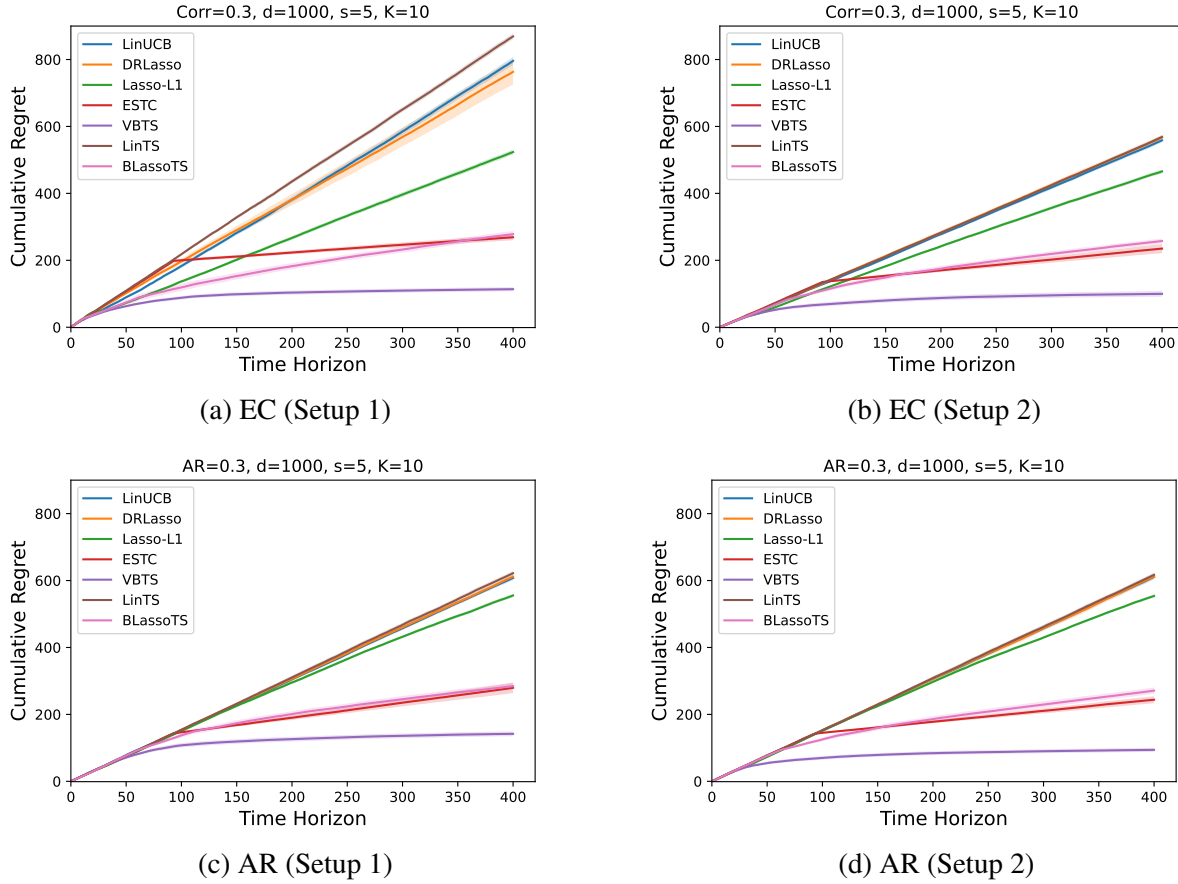 Corr=0.3, d=1000, s=5, K=10
Cumulative Regret
800
600
400
200
0
LinUCB
DRLasso
Lasso-L1
ESTC
VBTS
LinTS
BLassoTS
0 50 100 150 200 250 300 350 400
Time Horizon
(a) EC (Setup 1)
Corr=0.3, d=1000, s=5, K=10
Cumulative Regret
800
600
400
200
0
LinUCB
DRLasso
Lasso-L1
ESTC
VBTS
LinTS
BLassoTS
0 50 100 150 200 250 300 350 400
Time Horizon
(b) EC (Setup 2)
AR=0.3, d=1000, s=5, K=10
Cumulative Regret
800
600
400
200
0
LinUCB
DRLasso
Lasso-L1
ESTC
VBTS
LinTS
BLassoTS
0 50 100 150 200 250 300 350 400
Time Horizon
(c) AR (Setup 1)
AR=0.3, d=1000, s=5, K=10
Cumulative Regret
800
600
400
200
0
LinUCB
DRLasso
Lasso-L1
ESTC
VBTS
LinTS
BLassoTS
0 50 100 150 200 250 300 350 400
Time Horizon
(d) AR (Setup 2)